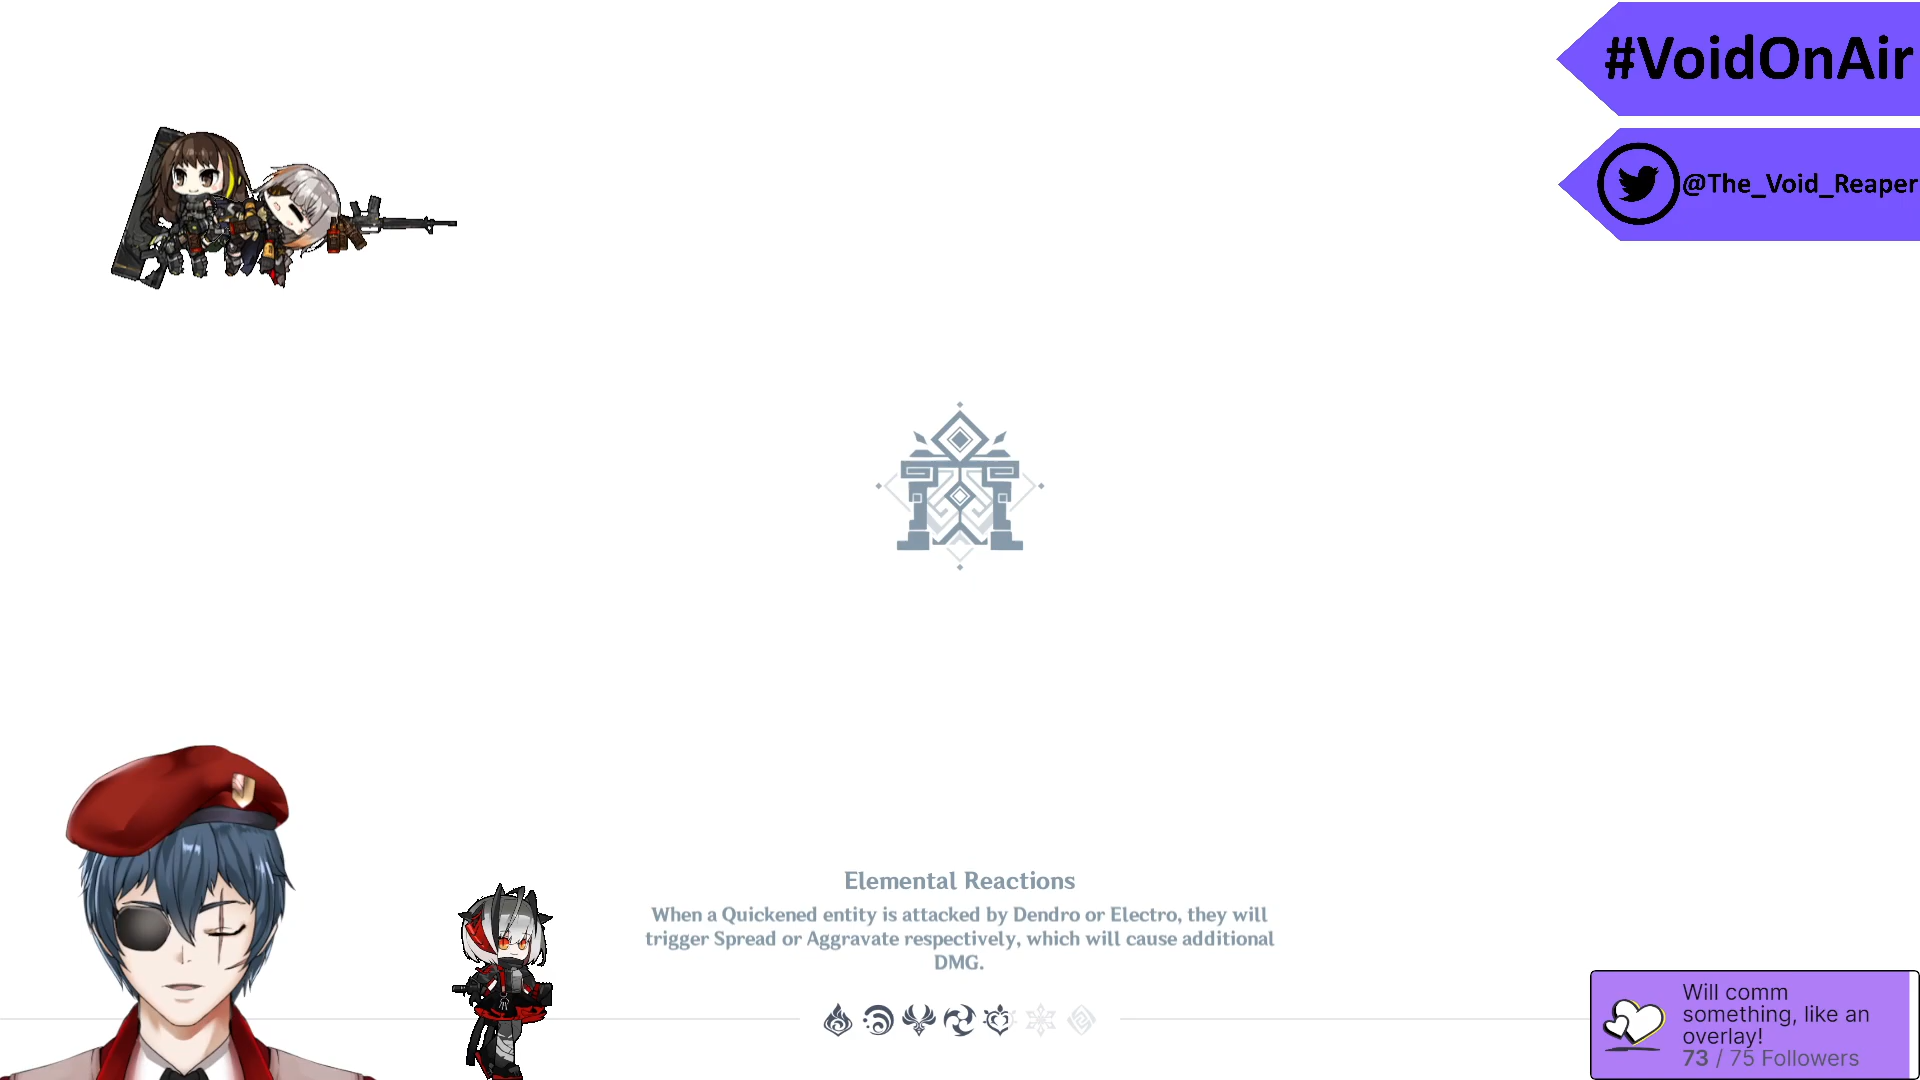 #VoidOnAir
@The_Void_Reaper
Elemental Reactions
When a Quickened entity is attacked by Dendro or Electro, they will
trigger Spread or Aggravate respectively, which will cause additional
DMG.
Will comm
something, like an
overlay!
73 / 75 Followers